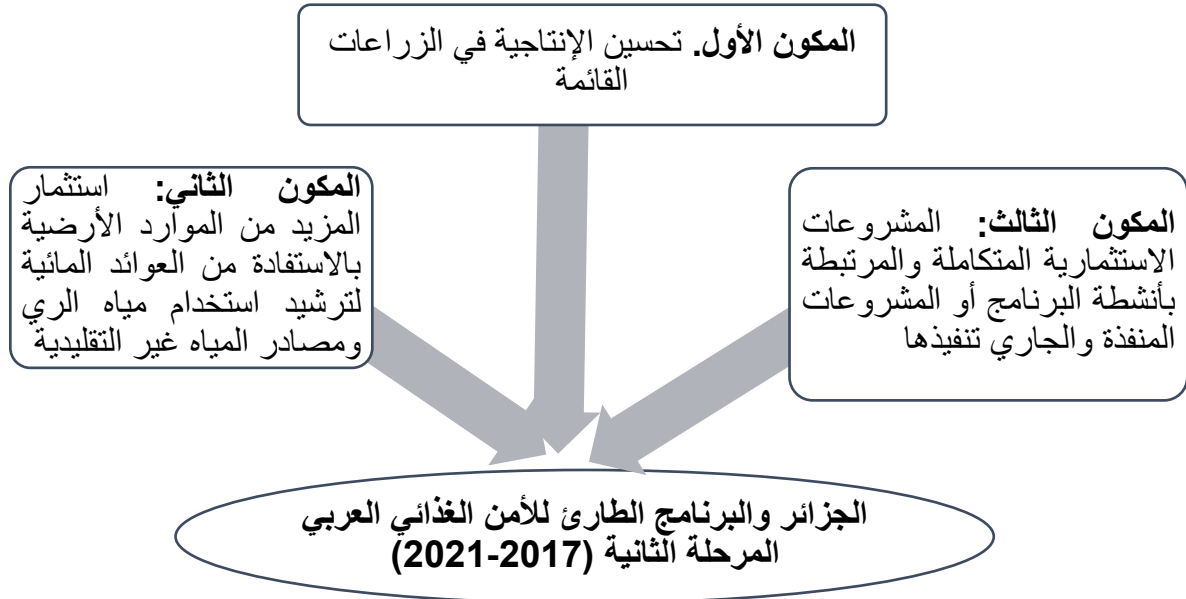 المكون الأول. تحسين الإنتاجية في الزراعات
القائمة
المكون الثاني: استثمار
المزيد من الموارد الأرضية
بالاستفادة من العوائد المائية
لترشيد استخدام مياه الري
ومصادر المياه غير التقليدية
المكون الثالث: المشروعات
الاستثمارية المتكاملة والمرتبطة
بأنشطة البرنامج أو المشروعات
المنفذة والجاري تنفيذها
الجزائر والبرنامج الطارئ للأمن الغذائي العربي
المرحلة الثانية (2017-2021)